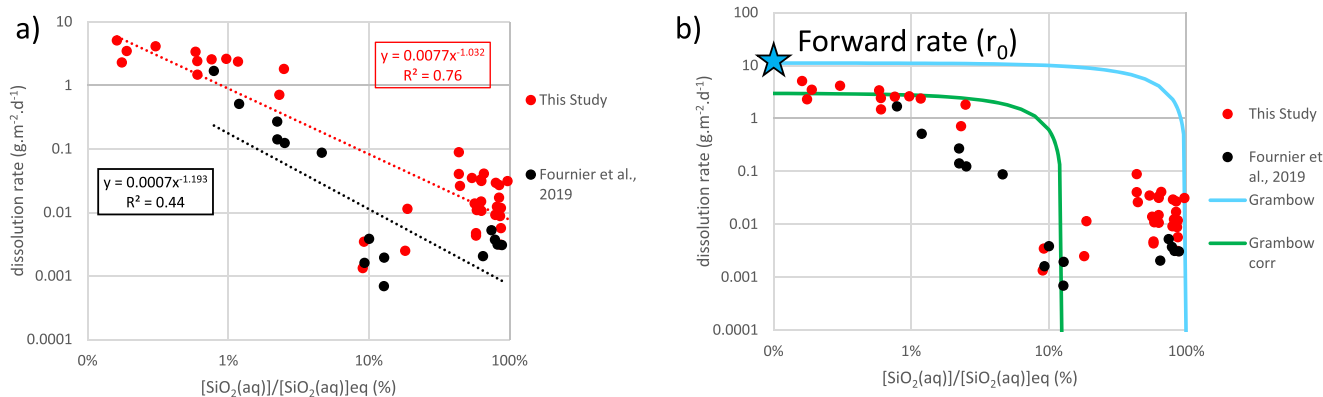 a)
10
1
0.1
0.01
0.001
0.0001
dissolution rate (g.m⁻².d⁻¹)
0%
1%
10%
100%
[SiO₂(aq)]/[SiO₂(aq)]eq (%)
y = 0.0077x⁻¹·⁰³²
R² = 0.76
y = 0.0007x⁻¹·¹⁹³
R² = 0.44
This Study
Fournier et al.,
2019
b)
Forward rate (r₀)
100
10
1
0.1
0.01
0.001
0.0001
dissolution rate (g.m⁻².d⁻¹)
0%
1%
10%
100%
[SiO₂(aq)]/[SiO₂(aq)]eq (%)
This Study
Fournier et
al., 2019
Grambow
Grambow
corr